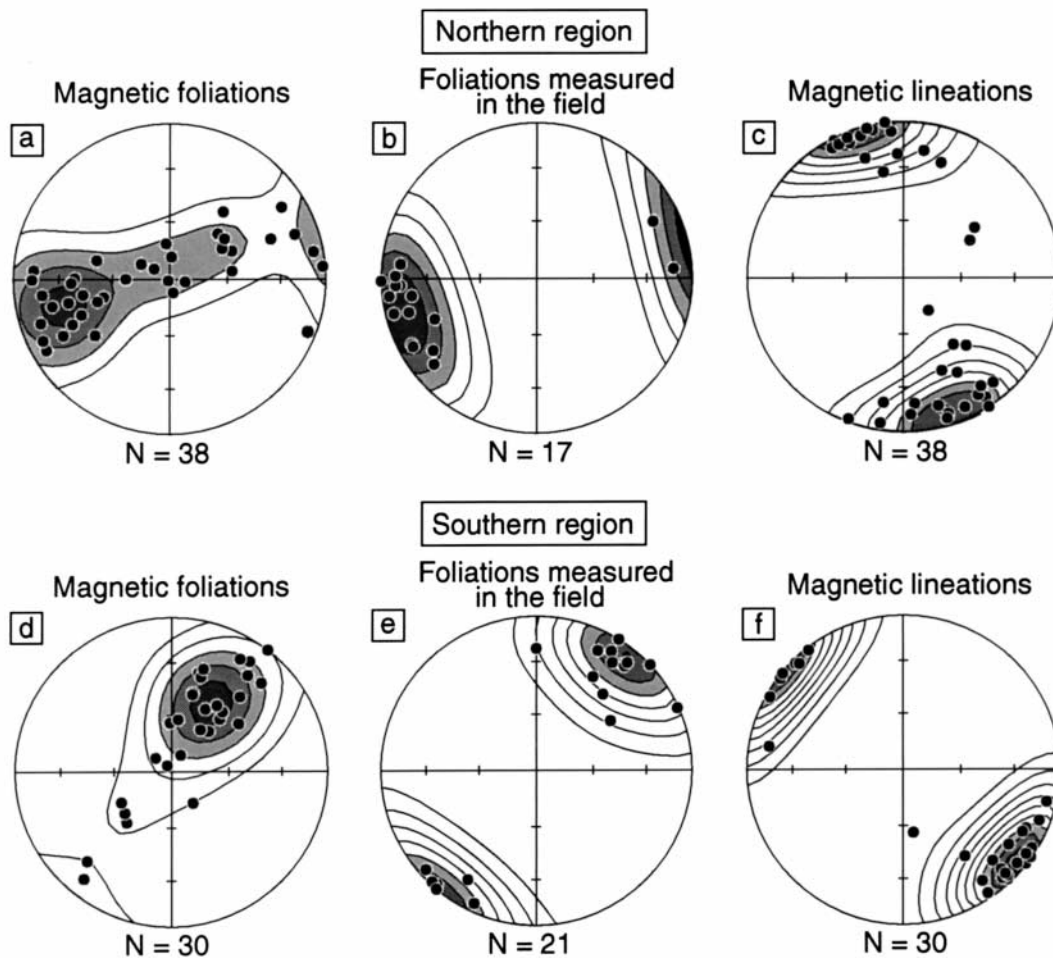 Northern region
Magnetic foliations
Foliations measured
in the field
Magnetic lineations
a
b
c
N = 38
N = 17
N = 38
Southern region
Magnetic foliations
Foliations measured
in the field
Magnetic lineations
d
e
f
N = 30
N = 21
N = 30